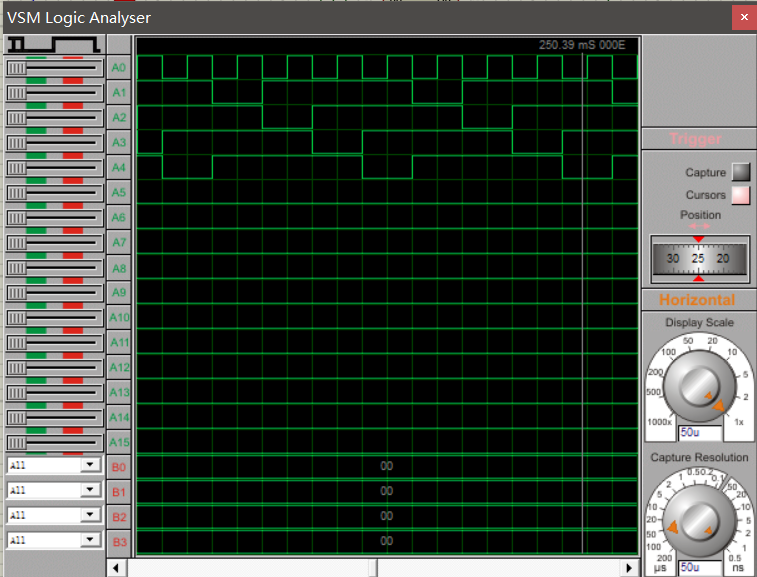 VSM Logic Analyser
250.39 mS 000E
A0
A1
A2
A3
A4
A5
A6
A7
A8
A9
A10
A11
A12
A13
A14
A15
All B0 00
All B1 00
All B2 00
All B3 00
Trigger
Capture
Cursors
Position
30 25 20
Horizontal
Display Scale
1000x 500 200 100 50 20 10 5 2 1x
50u
Capture Resolution
200 100 50 20 10 5 2 1 0.5 0.2 0.1 50 20 10 5 2 1 0.5
µs ns
50u